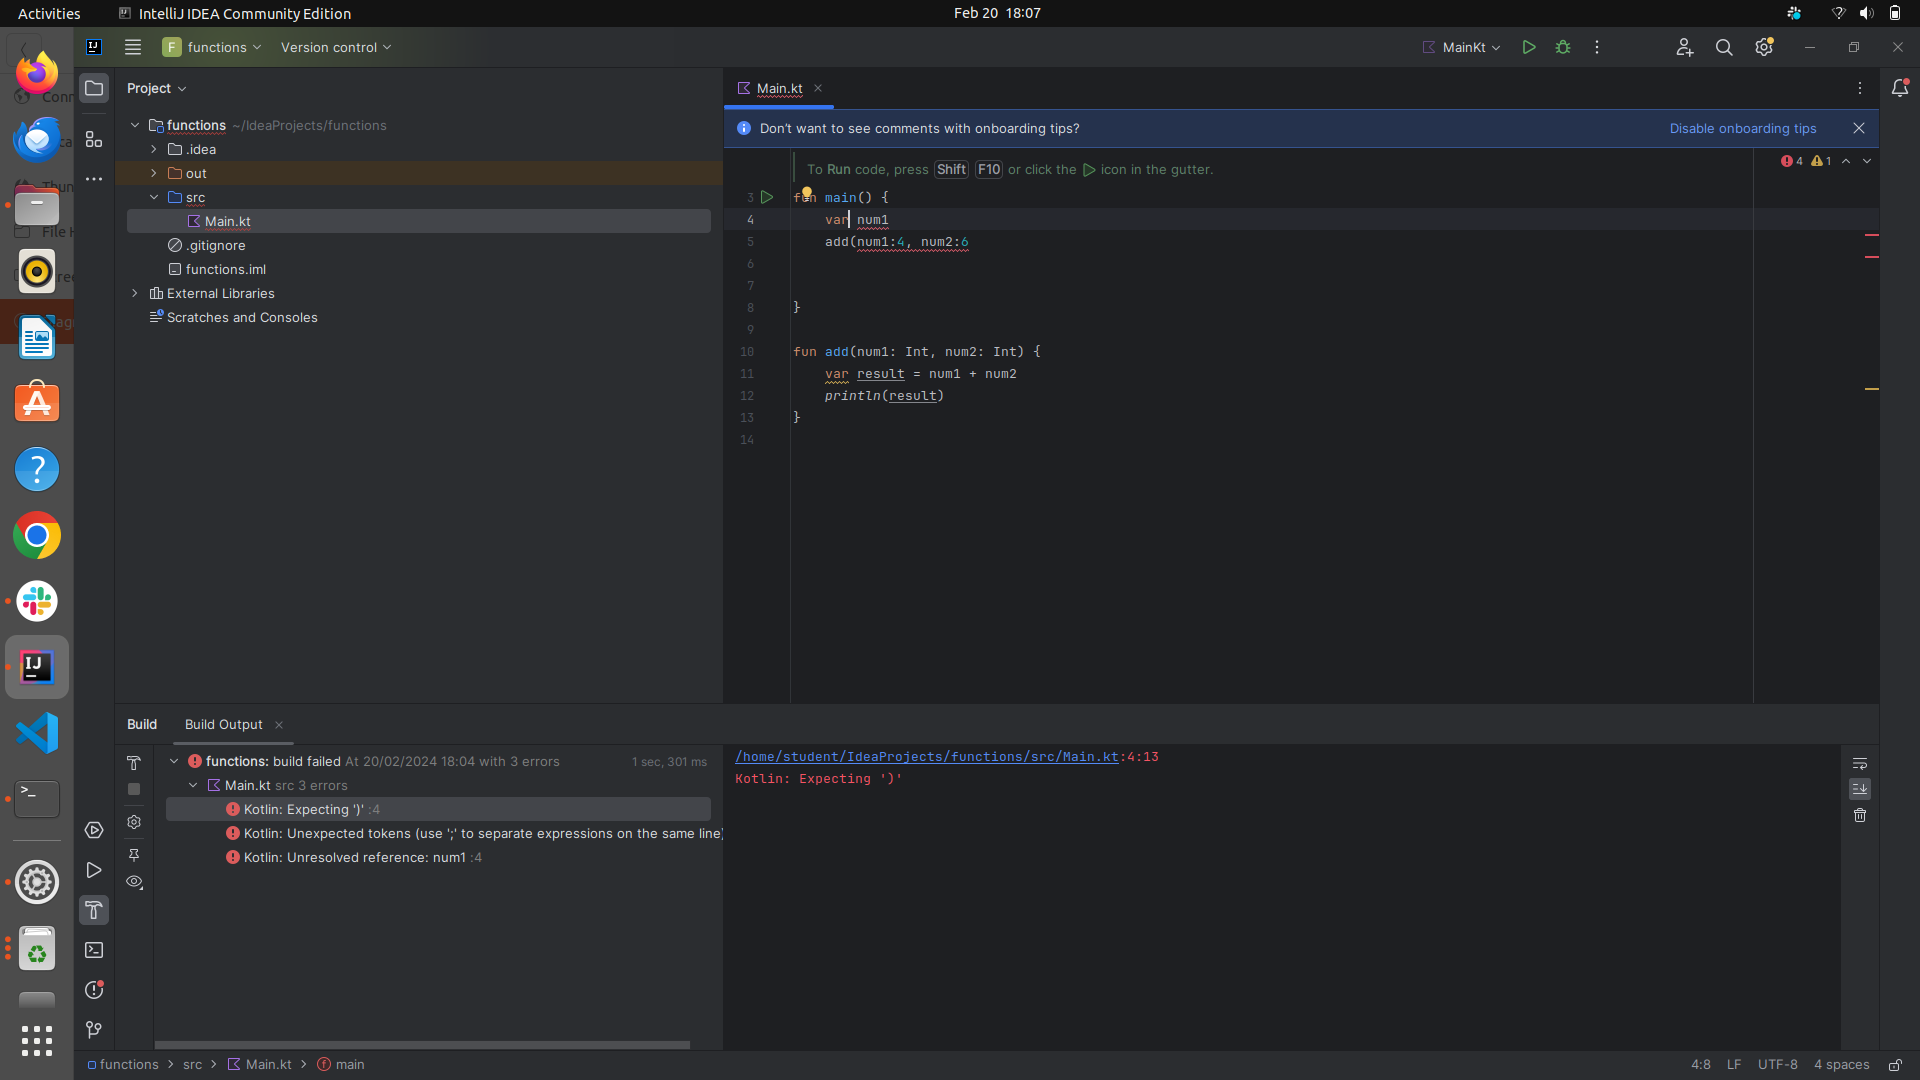 Activities
IntelliJ IDEA Community Edition
Feb 20 18:07
functions
Version control
MainKt
Project
Main.kt
Don't want to see comments with onboarding tips?
Disable onboarding tips
functions ~/IdeaProjects/functions
.idea
out
src
Main.kt
.gitignore
functions.iml
External Libraries
Scratches and Consoles
To Run code, press Shift F10 or click the icon in the gutter.
4 1
3 fun main() {
4 var num1
5 add(num1:4, num2:6
6
7
8 }
9
10 fun add(num1: Int, num2: Int) {
11 var result = num1 + num2
12 println(result)
13 }
14
Build
Build Output
functions: build failed At 20/02/2024 18:04 with 3 errors
1 sec, 301 ms
Main.kt src 3 errors
Kotlin: Expecting ')' :4
Kotlin: Unexpected tokens (use ';' to separate expressions on the same line)
Kotlin: Unresolved reference: num1 :4
/home/student/IdeaProjects/functions/src/Main.kt:4:13
Kotlin: Expecting ')'
functions > src > Main.kt > main
4:8
LF
UTF-8
4 spaces